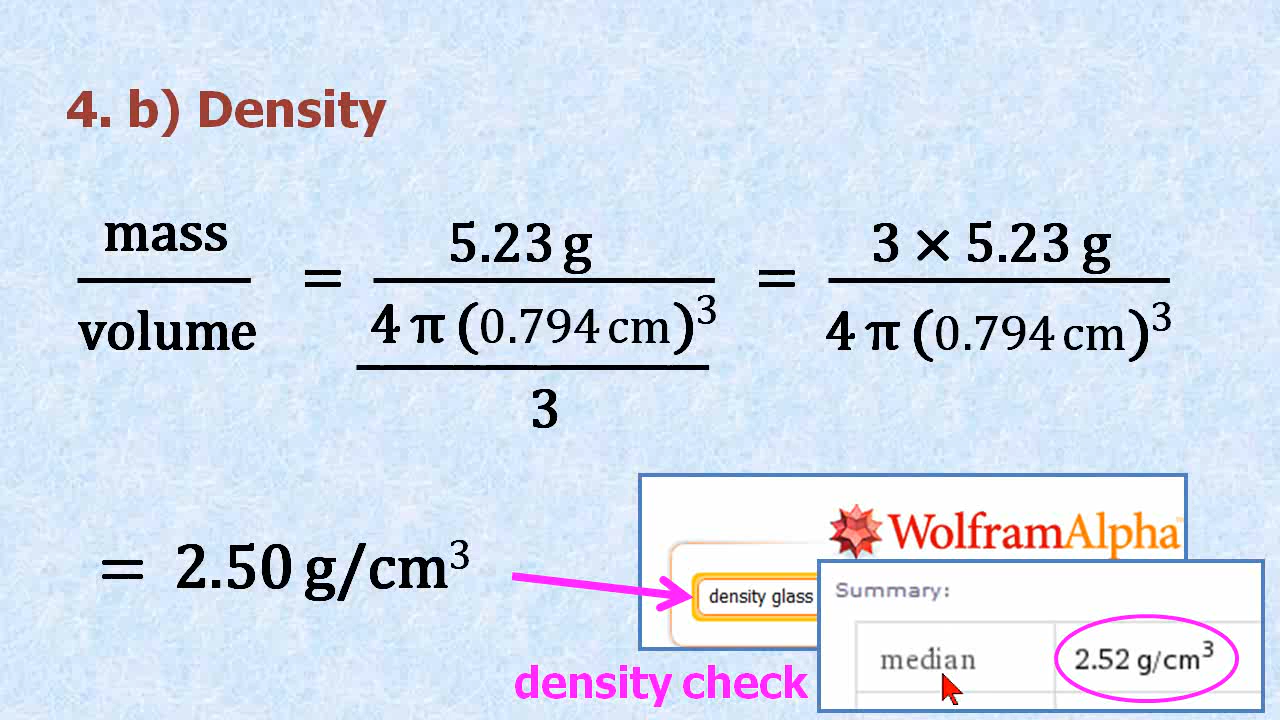 4. b) Density
mass / volume = 5.23 g / (4 π (0.794 cm)³ / 3) = 3 × 5.23 g / 4 π (0.794 cm)³
= 2.50 g/cm³
WolframAlpha™
density glass
Summary:
median 2.52 g/cm³
density check